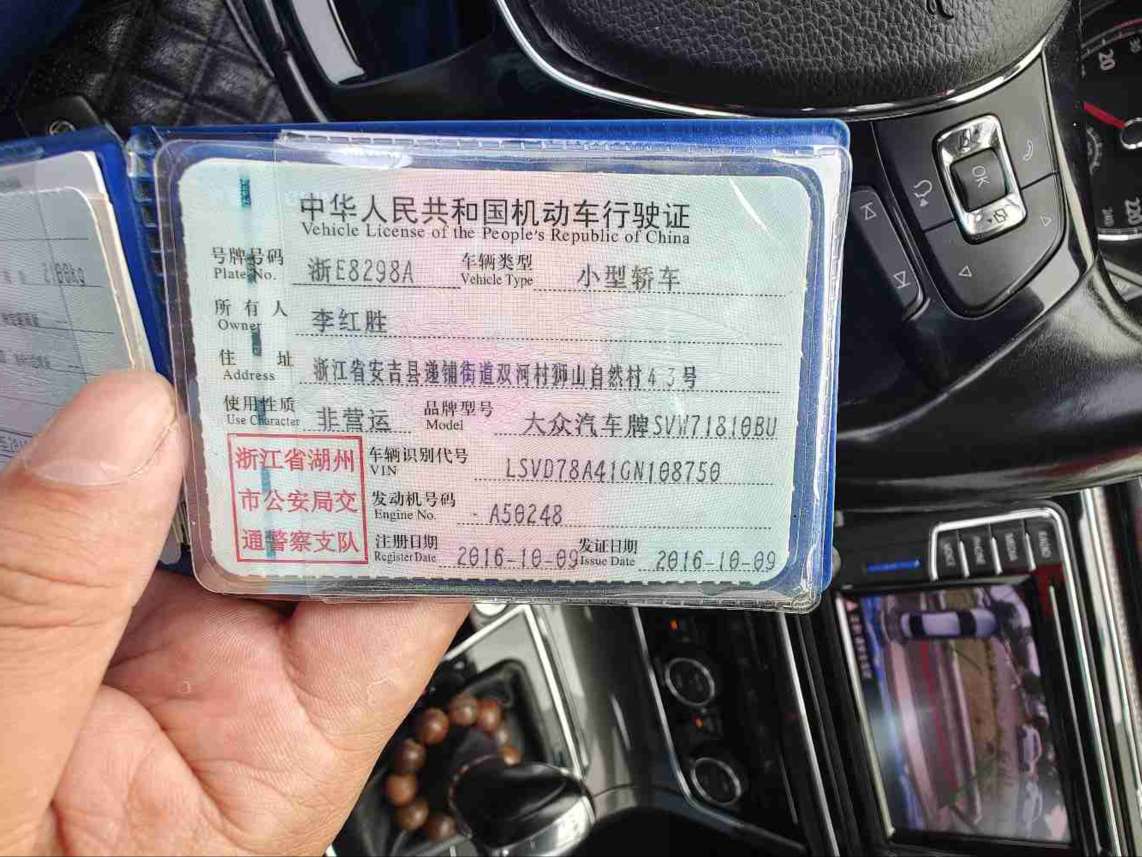 中华人民共和国机动车行驶证
Vehicle License of the People's Republic of China
号牌号码 浙E8298A 车辆类型 小型轿车
Plate No. Vehicle Type
所有人 李红胜
Owner
住址 浙江省安吉县递铺街道双河村狮山自然村43号
Address
使用性质 非营运 品牌型号 大众汽车牌SVW71810BU
Use Character Model
浙江省湖州
市公安局交
通警察支队
车辆识别代号 LSVD78A41GN108750
VIN
发动机号码 A50248
Engine No.
注册日期 2016-10-09 发证日期 2016-10-09
Register Date Issue Date
2100kg
OK
20
220